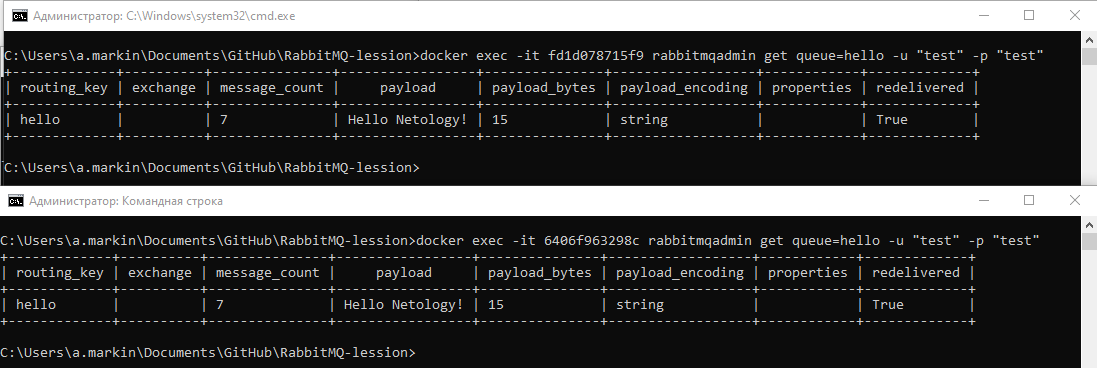 Администратор: C:\Windows\system32\cmd.exe
C:\Users\a.markin\Documents\GitHub\RabbitMQ-lession>docker exec -it fd1d078715f9 rabbitmqadmin get queue=hello -u "test" -p "test"
+-------------+----------+---------------+-----------------+---------------+------------------+------------+-------------+
| routing_key | exchange | message_count |     payload     | payload_bytes | payload_encoding | properties | redelivered |
+-------------+----------+---------------+-----------------+---------------+------------------+------------+-------------+
| hello       |          | 7             | Hello Netology! | 15            | string           |            | True        |
+-------------+----------+---------------+-----------------+---------------+------------------+------------+-------------+
C:\Users\a.markin\Documents\GitHub\RabbitMQ-lession>
Администратор: Командная строка
C:\Users\a.markin\Documents\GitHub\RabbitMQ-lession>docker exec -it 6406f963298c rabbitmqadmin get queue=hello -u "test" -p "test"
+-------------+----------+---------------+-----------------+---------------+------------------+------------+-------------+
| routing_key | exchange | message_count |     payload     | payload_bytes | payload_encoding | properties | redelivered |
+-------------+----------+---------------+-----------------+---------------+------------------+------------+-------------+
| hello       |          | 7             | Hello Netology! | 15            | string           |            | True        |
+-------------+----------+---------------+-----------------+---------------+------------------+------------+-------------+
C:\Users\a.markin\Documents\GitHub\RabbitMQ-lession>